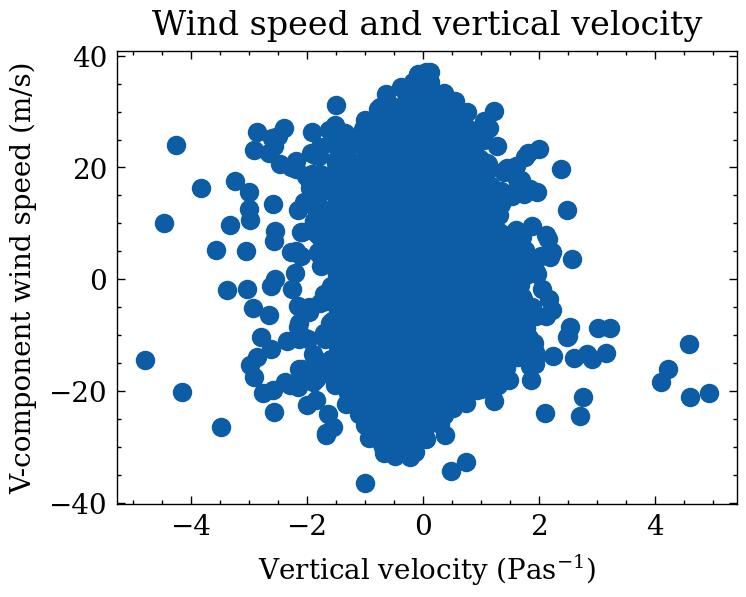 Wind speed and vertical velocity
V-component wind speed (m/s)
40
20
0
−20
−40
−4 −2 0 2 4
Vertical velocity (Pas⁻¹)